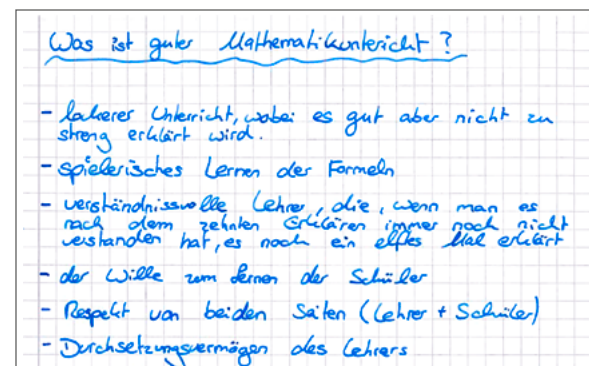 Was ist guter Mathematikunterricht?
- lockerer Unterricht, wobei es gut aber nicht zu
streng erklärt wird.
- spielerisches Lernen der Formeln
- verständnissvolle Lehrer, die, wenn man es
nach dem zehnten Erklären immer noch nicht
verstanden hat, es noch ein elftes Mal erklärt
- der Wille zum Lernen der Schüler
- Respekt von beiden Seiten (Lehrer + Schüler)
- Durchsetzungsvermögen des Lehrers